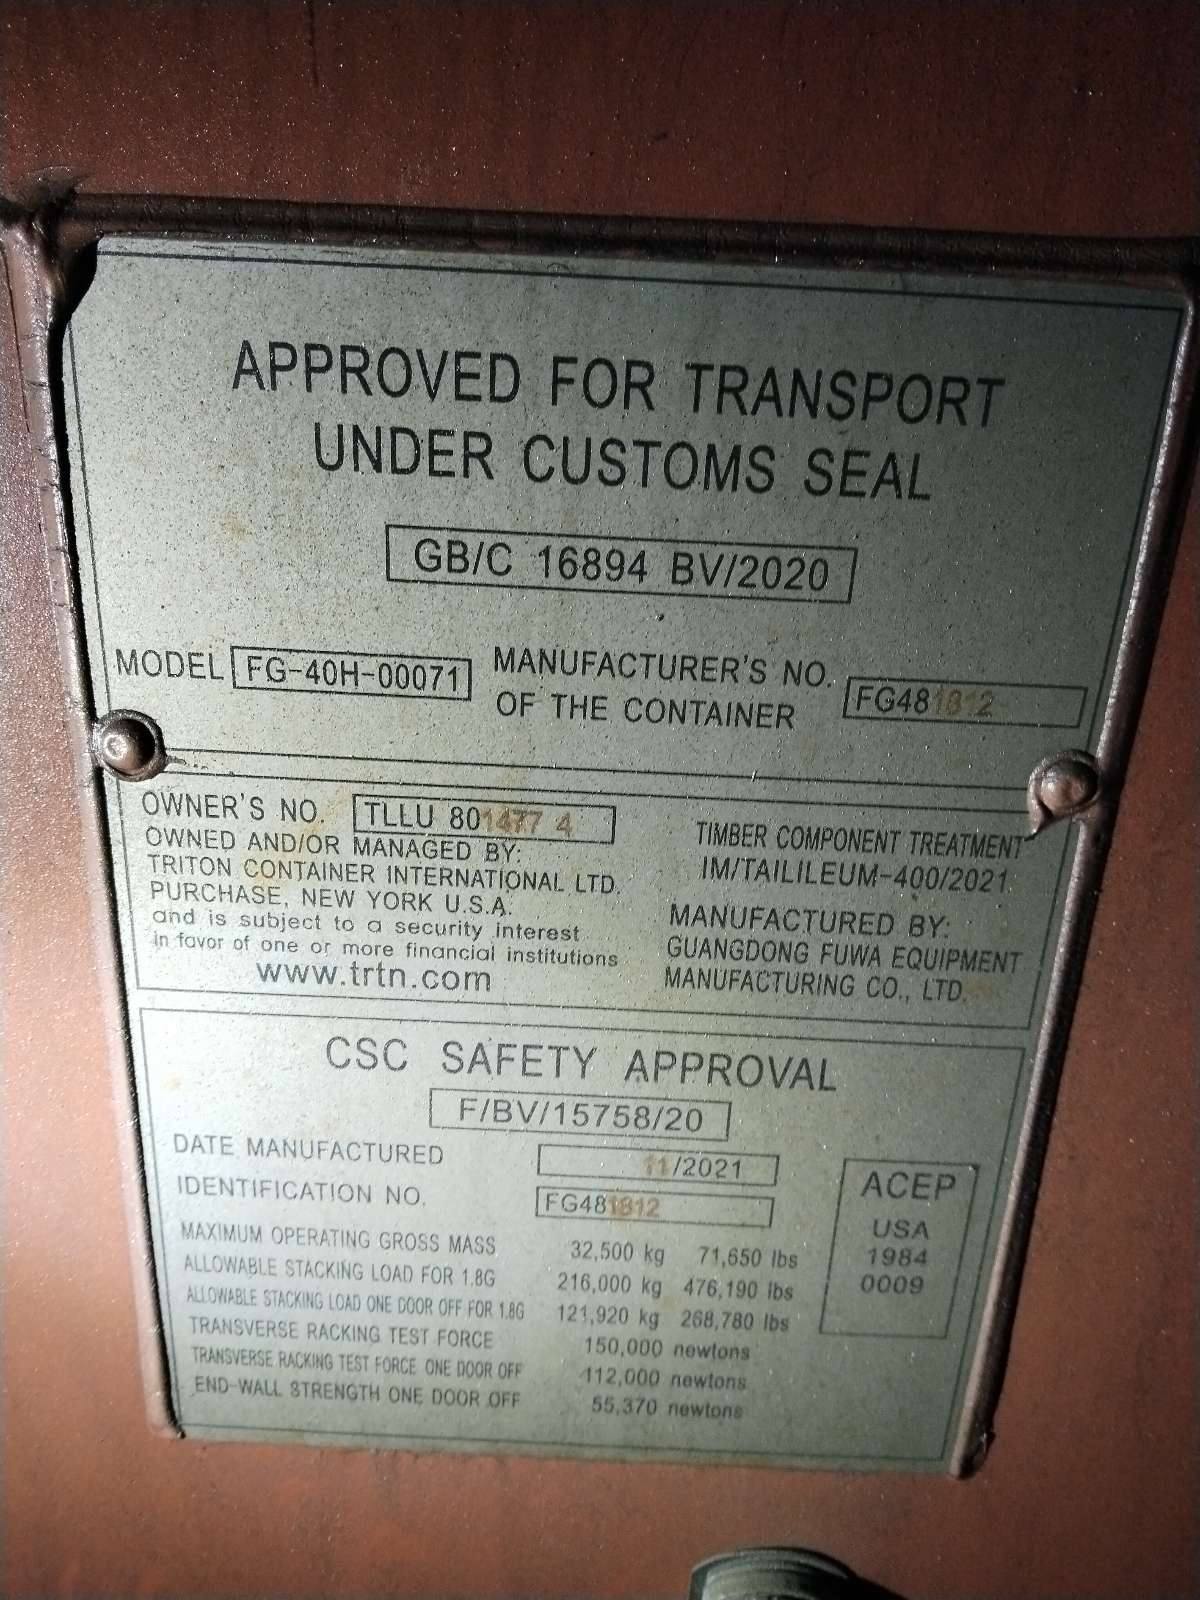 APPROVED FOR TRANSPORT
UNDER CUSTOMS SEAL
GB/C 16894 BV/2020
MODEL FG-40H-00071 MANUFACTURER'S NO. OF THE CONTAINER FG481812
OWNER'S NO. TLLU 801477 4
OWNED AND/OR MANAGED BY:
TRITON CONTAINER INTERNATIONAL LTD.
PURCHASE, NEW YORK U.S.A.
and is subject to a security interest
in favor of one or more financial institutions
www.trtn.com
TIMBER COMPONENT TREATMENT
IM/TAILILEUM-400/2021
MANUFACTURED BY:
GUANGDONG FUWA EQUIPMENT
MANUFACTURING CO., LTD.
CSC SAFETY APPROVAL
F/BV/15758/20
DATE MANUFACTURED 11/2021
IDENTIFICATION NO. FG481812
MAXIMUM OPERATING GROSS MASS 32,500 kg 71,650 lbs
ALLOWABLE STACKING LOAD FOR 1.8G 216,000 kg 476,190 lbs
ALLOWABLE STACKING LOAD ONE DOOR OFF FOR 1.8G 121,920 kg 268,780 lbs
TRANSVERSE RACKING TEST FORCE 150,000 newtons
TRANSVERSE RACKING TEST FORCE ONE DOOR OFF 112,000 newtons
END-WALL STRENGTH ONE DOOR OFF 55,370 newtons
ACEP
USA
1984
0009